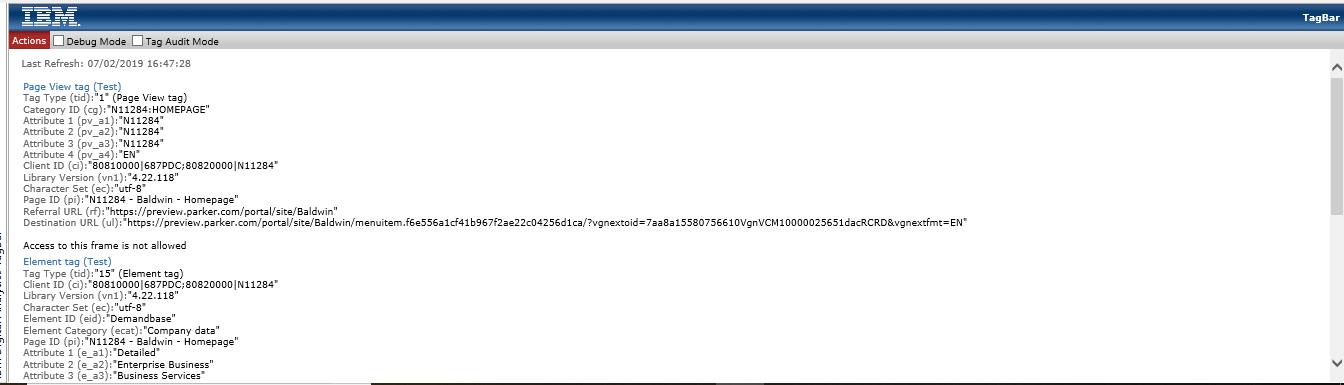 IBM.
TagBar
Actions Debug Mode Tag Audit Mode
Last Refresh: 07/02/2019 16:47:28
Page View tag (Test)
Tag Type (tid):"1" (Page View tag)
Category ID (cg):"N11284:HOMEPAGE"
Attribute 1 (pv_a1):"N11284"
Attribute 2 (pv_a2):"N11284"
Attribute 3 (pv_a3):"N11284"
Attribute 4 (pv_a4):"EN"
Client ID (ci):"80810000|687PDC;80820000|N11284"
Library Version (vn1):"4.22.118"
Character Set (ec):"utf-8"
Page ID (pi):"N11284 - Baldwin - Homepage"
Referral URL (rf):"https://preview.parker.com/portal/site/Baldwin"
Destination URL (ul):"https://preview.parker.com/portal/site/Baldwin/menuitem.f6e556a1cf41b967f2ae22c04256d1ca/?vgnextoid=7aa8a15580756610VgnVCM10000025651dacRCRD&vgnextfmt=EN"
Access to this frame is not allowed
Element tag (Test)
Tag Type (tid):"15" (Element tag)
Client ID (ci):"80810000|687PDC;80820000|N11284"
Library Version (vn1):"4.22.118"
Character Set (ec):"utf-8"
Element ID (eid):"Demandbase"
Element Category (ecat):"Company data"
Page ID (pi):"N11284 - Baldwin - Homepage"
Attribute 1 (e_a1):"Detailed"
Attribute 2 (e_a2):"Enterprise Business"
Attribute 3 (e_a3):"Business Services"